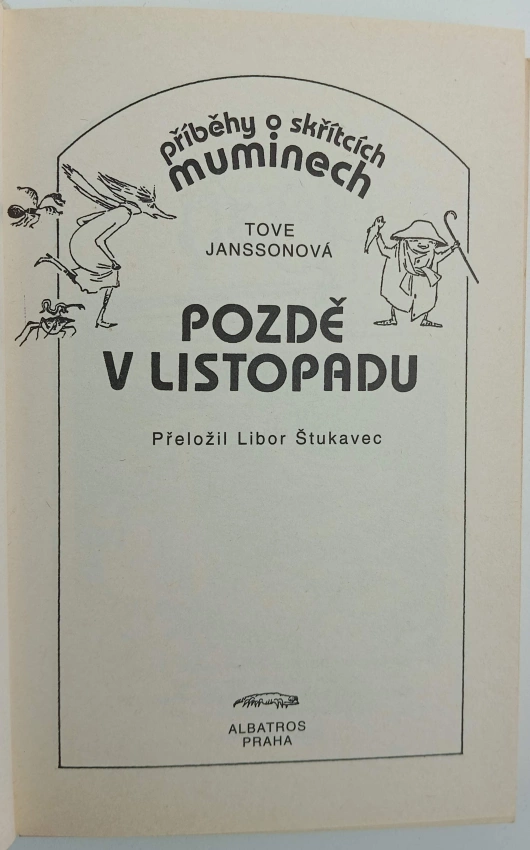 příběhy o skřítcích
muminech
TOVE
JANSSONOVÁ
POZDĚ
V LISTOPADU
Přeložil Libor Štukavec
ALBATROS
PRAHA